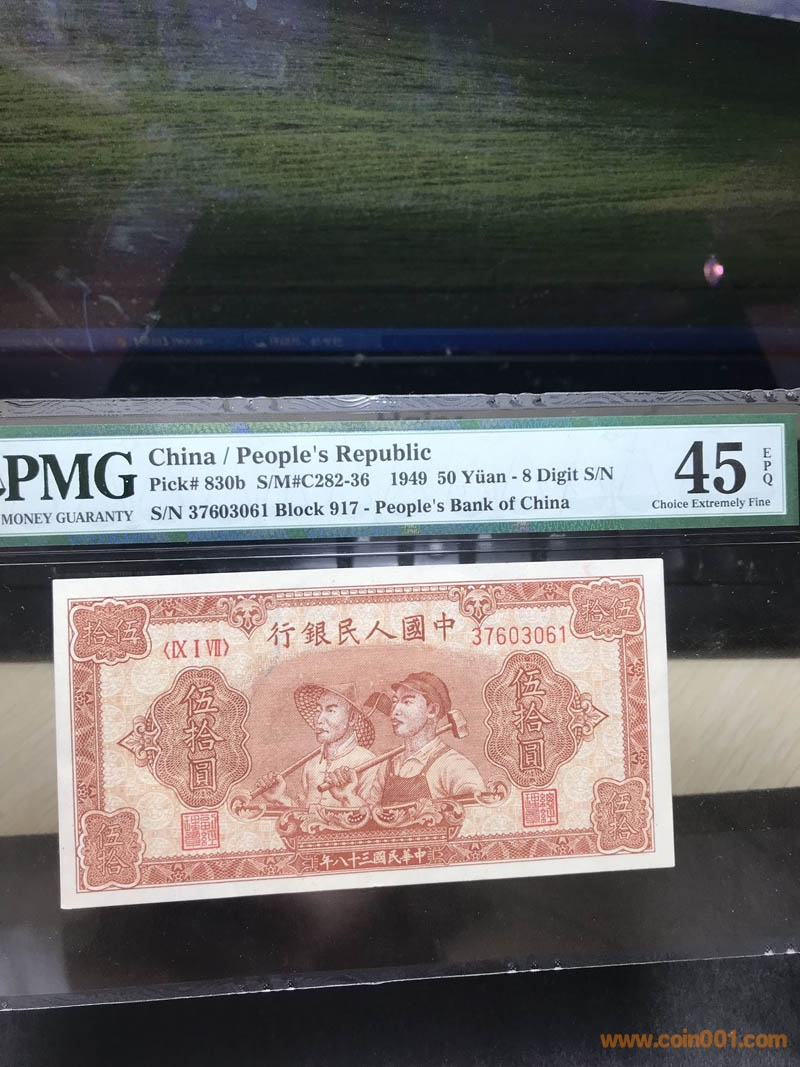 PMG
MONEY GUARANTY
China / People's Republic
Pick# 830b S/M#C282-36 1949 50 Yüan - 8 Digit S/N
S/N 37603061 Block 917 - People's Bank of China
45
EPQ
Choice Extremely Fine
伍拾
伍拾
中國人民銀行
〈IX I VII〉
37603061
伍拾圓
伍拾圓
伍拾
伍拾
中華民國三十八年
www.coin001.com